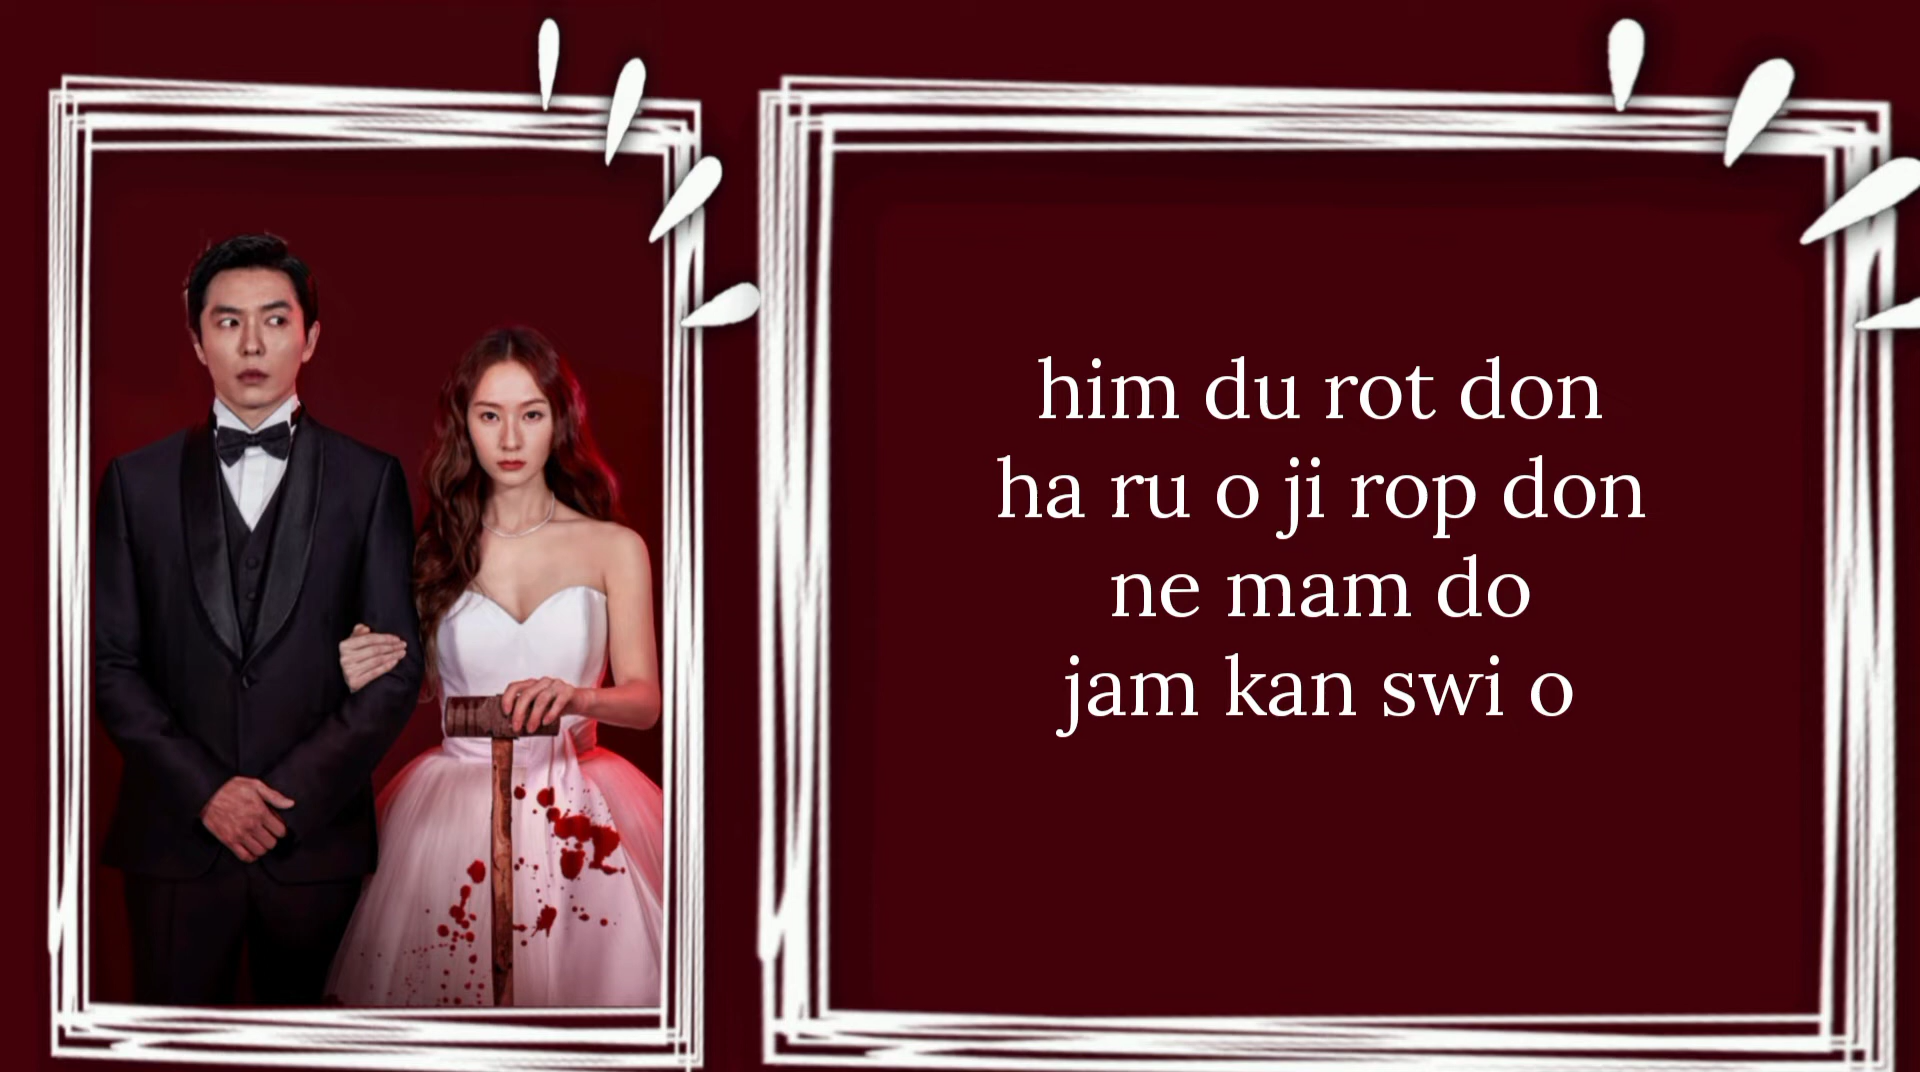 him du rot don
ha ru o ji rop don
ne mam do
jam kan swi o